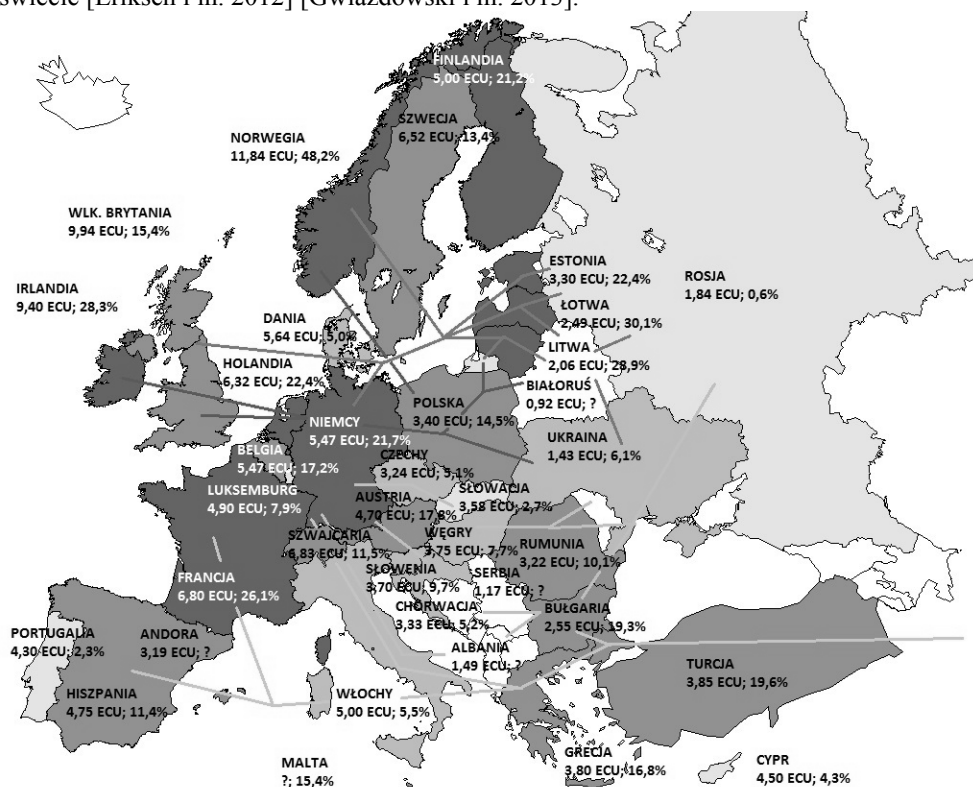 świecie [Eriksen i in. 2012] [Gwiazdowski i in. 2013].
FINLANDIA
5,00 ECU; 21,2%
SZWECJA
6,52 ECU; 13,4%
NORWEGIA
11,84 ECU; 48,2%
WLK. BRYTANIA
9,94 ECU; 15,4%
IRLANDIA
9,40 ECU; 28,3%
ESTONIA
3,30 ECU; 22,4%
ROSJA
1,84 ECU; 0,6%
ŁOTWA
2,49 ECU; 30,1%
DANIA
5,64 ECU; 5,0%
LITWA
2,06 ECU; 28,9%
HOLANDIA
6,32 ECU; 22,4%
BIAŁORUŚ
0,92 ECU; ?
POLSKA
3,40 ECU; 14,5%
NIEMCY
5,47 ECU; 21,7%
UKRAINA
1,43 ECU; 6,1%
BELGIA
5,47 ECU; 17,2%
CZECHY
3,24 ECU; 5,1%
SŁOWACJA
3,58 ECU; 2,7%
LUKSEMBURG
4,90 ECU; 7,9%
AUSTRIA
4,70 ECU; 17,8%
SZWAJCARIA
6,83 ECU; 11,5%
WĘGRY
3,75 ECU; 7,7%
RUMUNIA
3,22 ECU; 10,1%
SŁOWENIA
3,70 ECU; 9,7%
SERBIA
1,17 ECU; ?
FRANCJA
6,80 ECU; 26,1%
CHORWACJA
3,33 ECU; 5,2%
BUŁGARIA
2,55 ECU; 19,3%
PORTUGALIA
4,30 ECU; 2,3%
ANDORA
3,19 ECU; ?
ALBANIA
1,49 ECU; ?
TURCJA
3,85 ECU; 19,6%
HISZPANIA
4,75 ECU; 11,4%
WŁOCHY
5,00 ECU; 5,5%
GRECJA
3,80 ECU; 16,8%
CYPR
4,50 ECU; 4,3%
MALTA
?; 15,4%